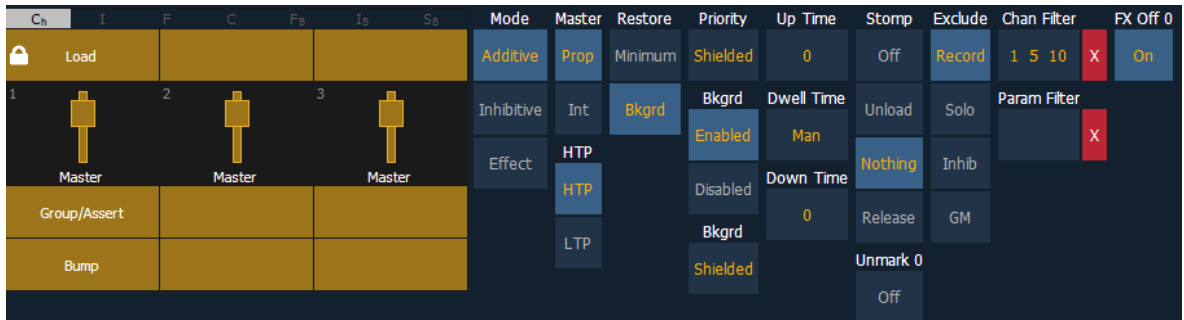 Ch I F C FB IB SB Mode Master Restore Priority Up Time Stomp Exclude Chan Filter FX Off 0
Load Additive Prop Minimum Shielded 0 Off Record 1 5 10 X On
1 2 3 Inhibitive Int Bkgrd Bkgrd Dwell Time Unload Solo Param Filter
Enabled Man X
Effect HTP Nothing Inhib
Master Master Master HTP Disabled Down Time
Group/Assert 0 Release GM
LTP Bkgrd
Bump Shielded Unmark 0
Off